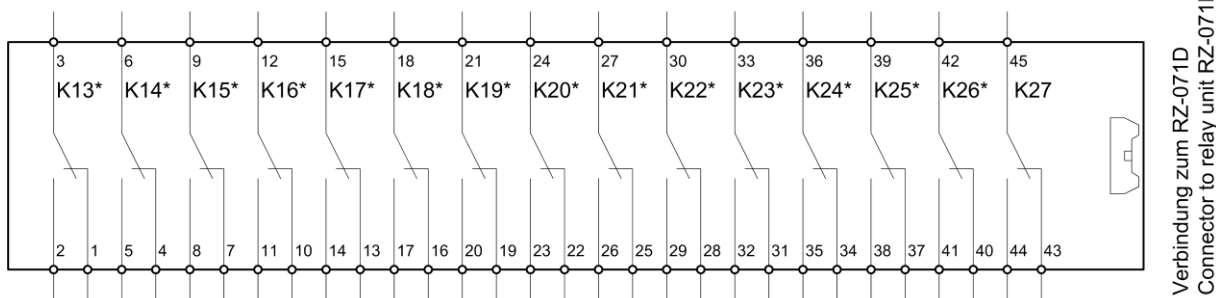 3 6 9 12 15 18 21 24 27 30 33 36 39 42 45
K13* K14* K15* K16* K17* K18* K19* K20* K21* K22* K23* K24* K25* K26* K27
2 1 5 4 8 7 11 10 14 13 17 16 20 19 23 22 26 25 29 28 32 31 35 34 38 37 41 40 44 43
Verbindung zum RZ-071D
Connector to relay unit RZ-071